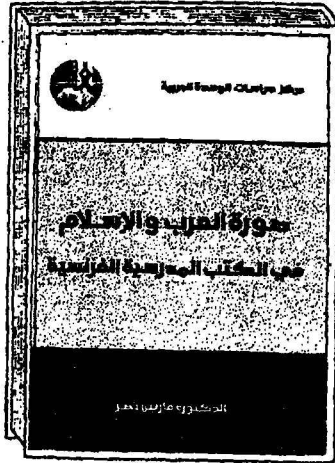 مركز دراسات الوحدة العربية
صورة العرب والإسلام
في الكتب المدرسية الفرنسية
الدكتورة مارلين نصر